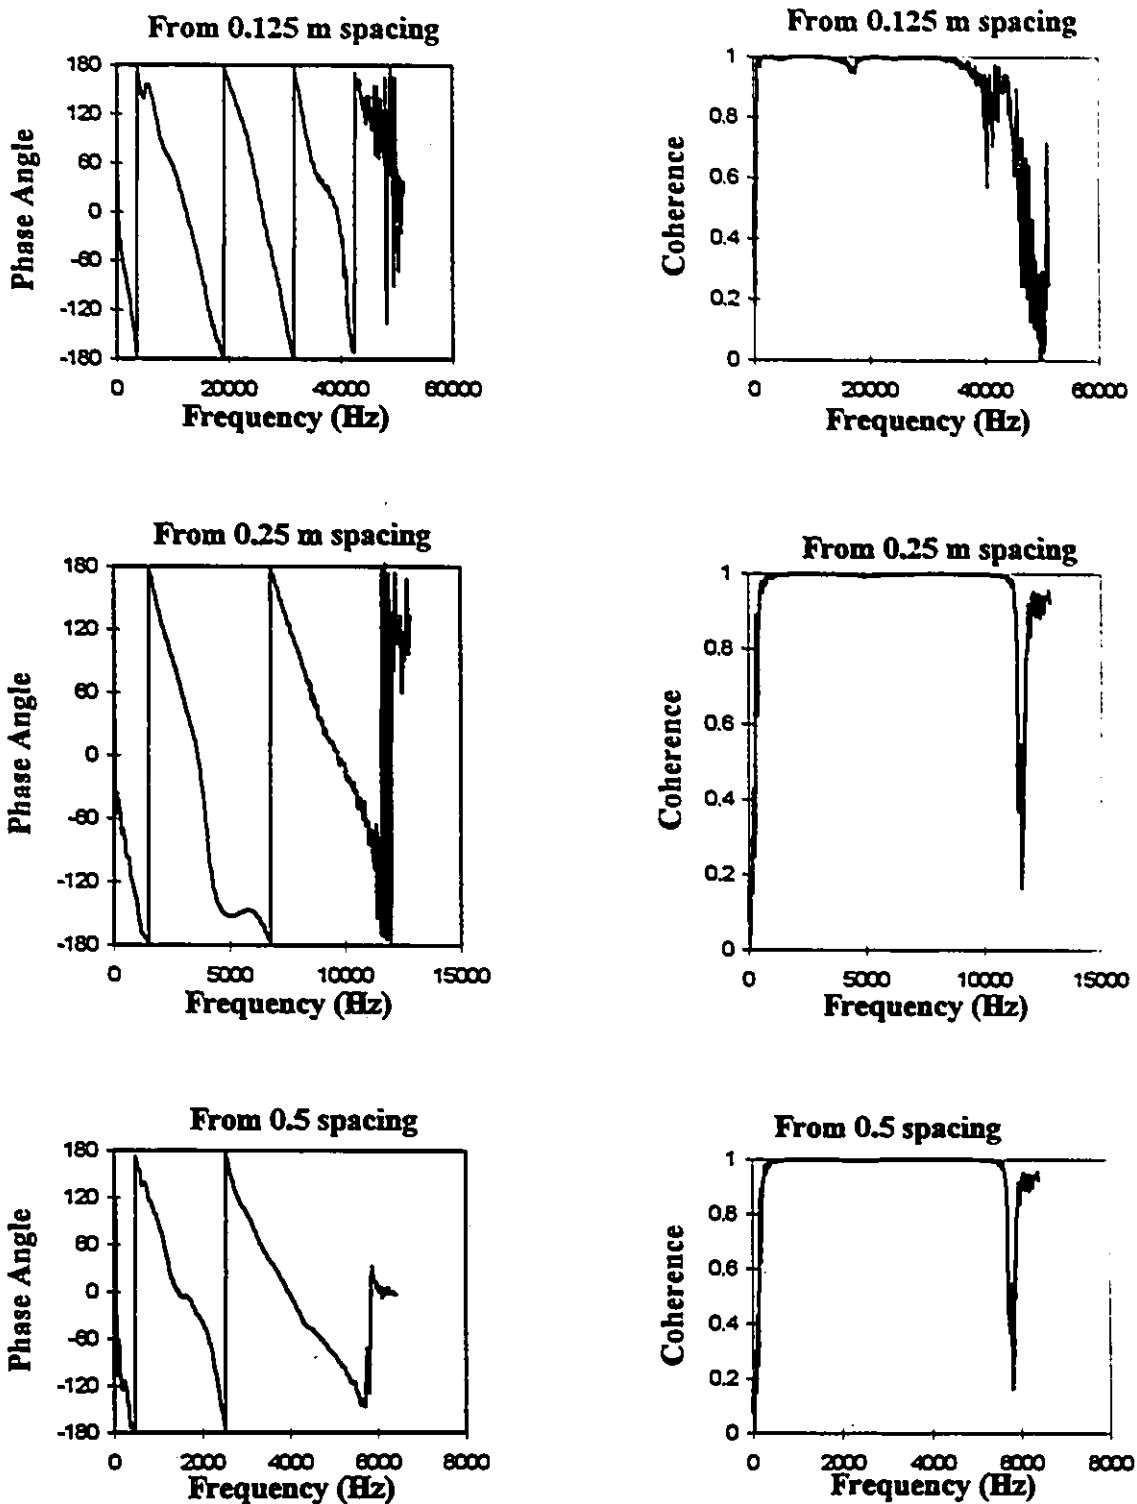 From 0.125 m spacing
180
120
60
0
-60
-120
-180
Phase Angle
0 20000 40000 60000
Frequency (Hz)
From 0.125 m spacing
1
0.8
0.6
0.4
0.2
0
Coherence
0 20000 40000 60000
Frequency (Hz)
From 0.25 m spacing
180
120
60
0
-60
-120
-180
Phase Angle
0 5000 10000 15000
Frequency (Hz)
From 0.25 m spacing
1
0.8
0.6
0.4
0.2
0
Coherence
0 5000 10000 15000
Frequency (Hz)
From 0.5 spacing
180
120
60
0
-60
-120
-180
Phase Angle
0 2000 4000 6000 8000
Frequency (Hz)
From 0.5 spacing
1
0.8
0.6
0.4
0.2
0
Coherence
0 2000 4000 6000 8000
Frequency (Hz)